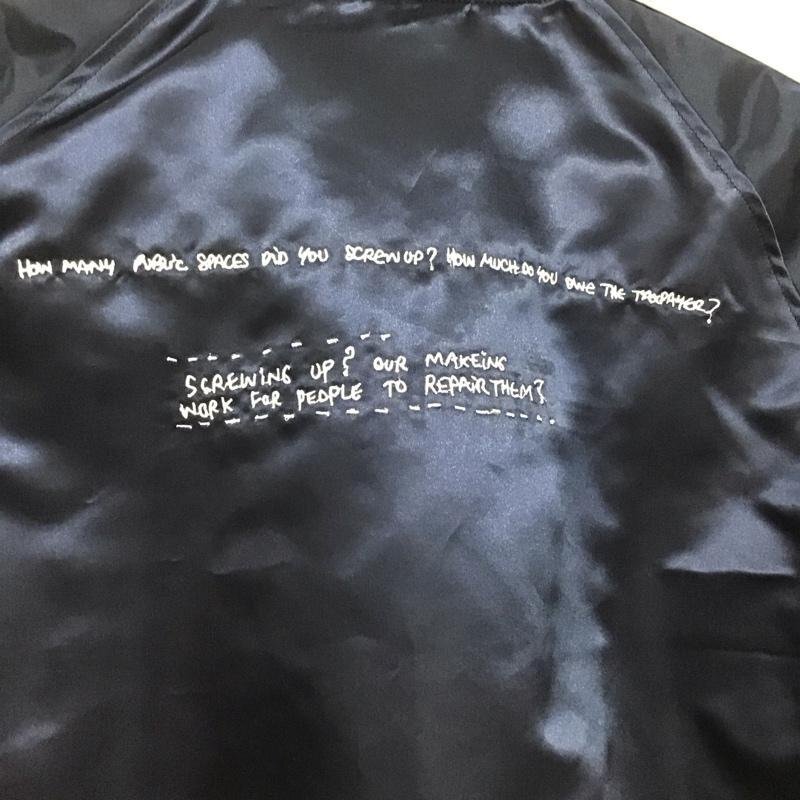 HOW MANY PUBLIC SPACES DID YOU SCREW UP? HOW MUCH DO YOU OWE THE TAXPAYER?
SCREWING UP? OUR MAKEING
WORK FOR PEOPLE TO REPAIR THEM?